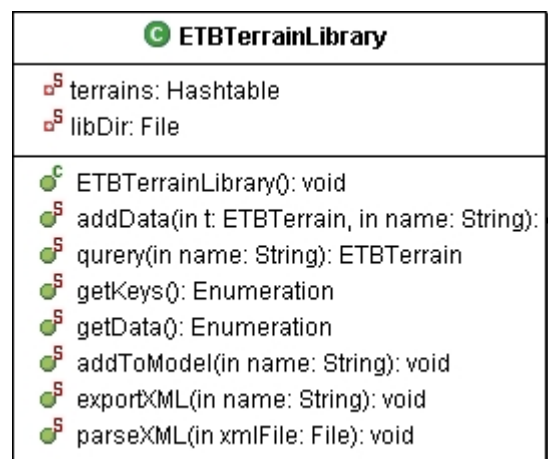 C ETBTerrainLibrary
S terrains: Hashtable
S libDir: File
C ETBTerrainLibrary(): void
S addData(in t: ETBTerrain, in name: String):
S qurery(in name: String): ETBTerrain
S getKeys(): Enumeration
S getData(): Enumeration
S addToModel(in name: String): void
S exportXML(in name: String): void
S parseXML(in xmlFile: File): void